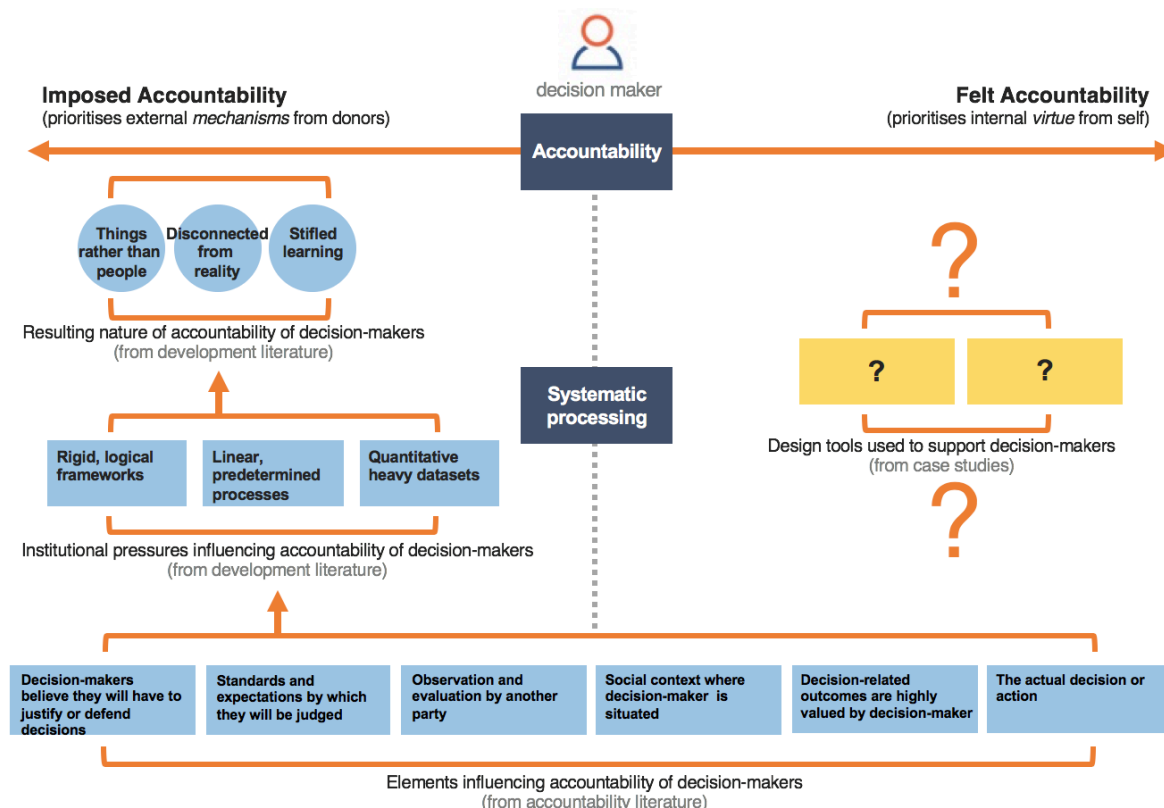 decision maker
Imposed Accountability
(prioritises external mechanisms from donors)
Felt Accountability
(prioritises internal virtue from self)
Accountability
Things
rather than
people
Disconnected
from
reality
Stifled
learning
Resulting nature of accountability of decision-makers
(from development literature)
?
?
?
Design tools used to support decision-makers
(from case studies)
?
Systematic
processing
Rigid, logical
frameworks
Linear,
predetermined
processes
Quantitative
heavy datasets
Institutional pressures influencing accountability of decision-makers
(from development literature)
Decision-makers
believe they will have to
justify or defend
decisions
Standards and
expectations by which
they will be judged
Observation and
evaluation by another
party
Social context where
decision-maker is
situated
Decision-related
outcomes are highly
valued by decision-maker
The actual decision or
action
Elements influencing accountability of decision-makers
(from accountability literature)